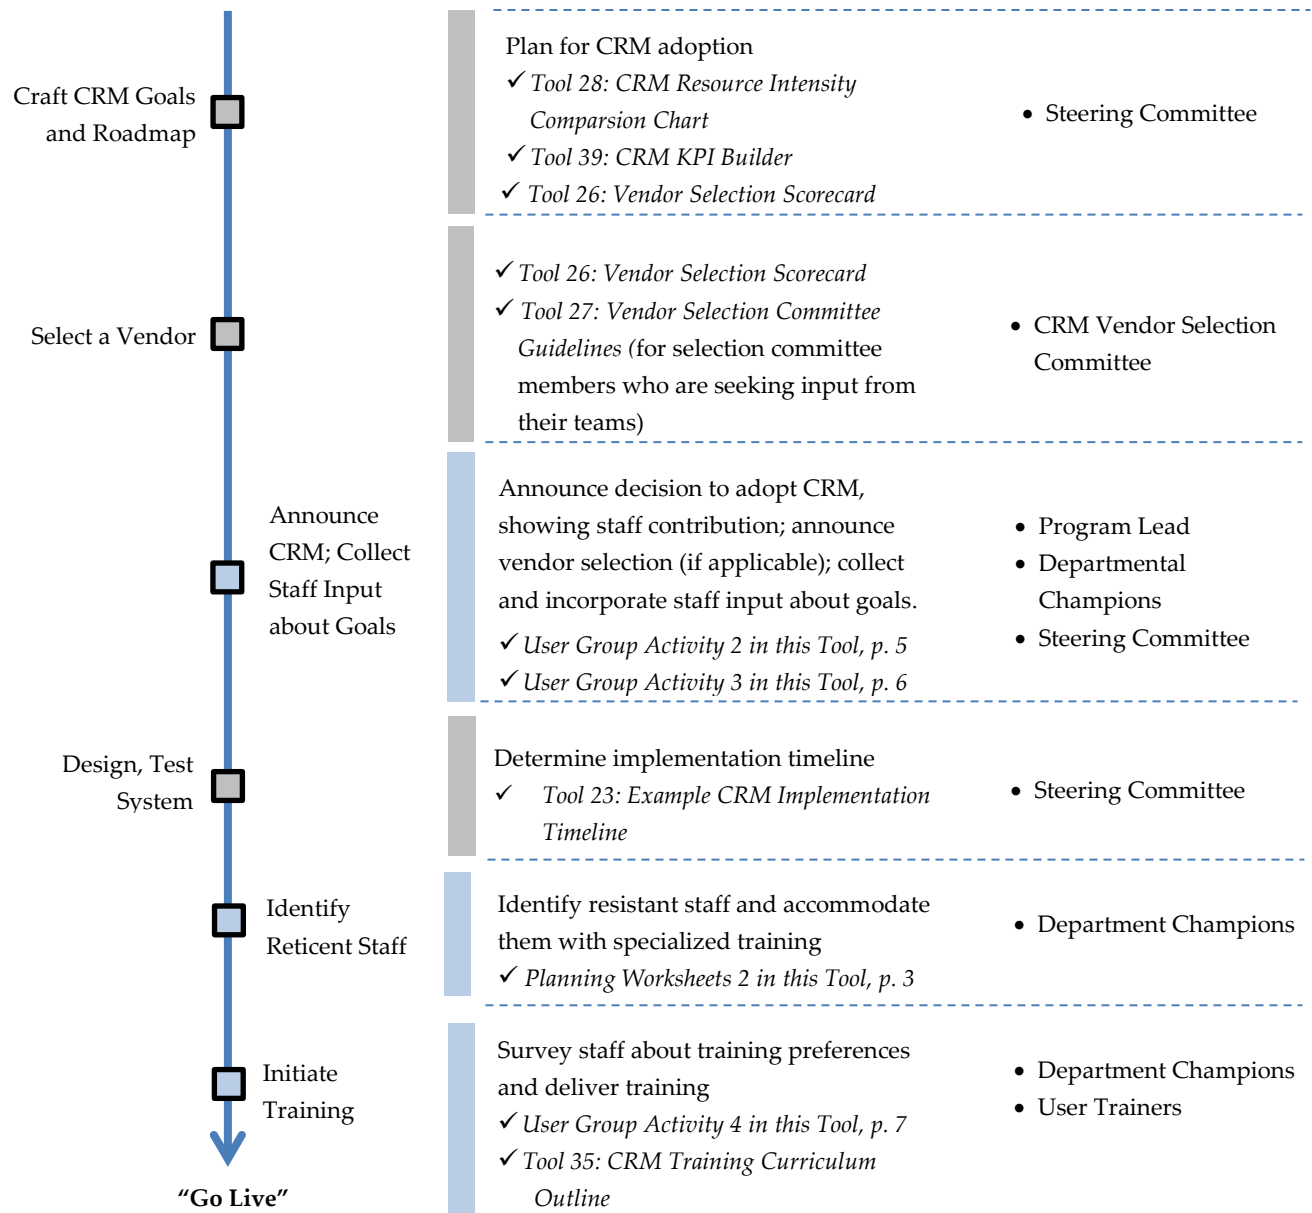 Craft CRM Goals
and Roadmap
Plan for CRM adoption
✓ Tool 28: CRM Resource Intensity
Comparsion Chart
✓ Tool 39: CRM KPI Builder
✓ Tool 26: Vendor Selection Scorecard
• Steering Committee
Select a Vendor
✓ Tool 26: Vendor Selection Scorecard
✓ Tool 27: Vendor Selection Committee
Guidelines (for selection committee
members who are seeking input from
their teams)
• CRM Vendor Selection
Committee
Announce
CRM; Collect
Staff Input
about Goals
Announce decision to adopt CRM,
showing staff contribution; announce
vendor selection (if applicable); collect
and incorporate staff input about goals.
✓ User Group Activity 2 in this Tool, p. 5
✓ User Group Activity 3 in this Tool, p. 6
• Program Lead
• Departmental
Champions
• Steering Committee
Design, Test
System
Determine implementation timeline
✓ Tool 23: Example CRM Implementation
Timeline
• Steering Committee
Identify
Reticent Staff
Identify resistant staff and accommodate
them with specialized training
✓ Planning Worksheets 2 in this Tool, p. 3
• Department Champions
Initiate
Training
Survey staff about training preferences
and deliver training
✓ User Group Activity 4 in this Tool, p. 7
✓ Tool 35: CRM Training Curriculum
Outline
• Department Champions
• User Trainers
“Go Live”